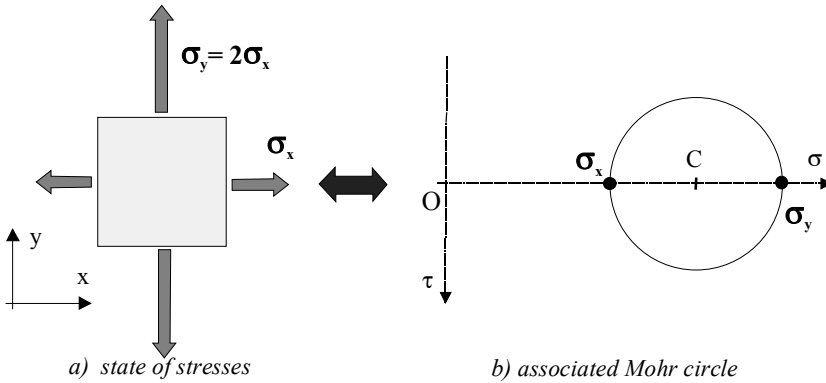 σy= 2σx
σx
y
x
a) state of stresses
σx
C
σ
O
σy
τ
b) associated Mohr circle